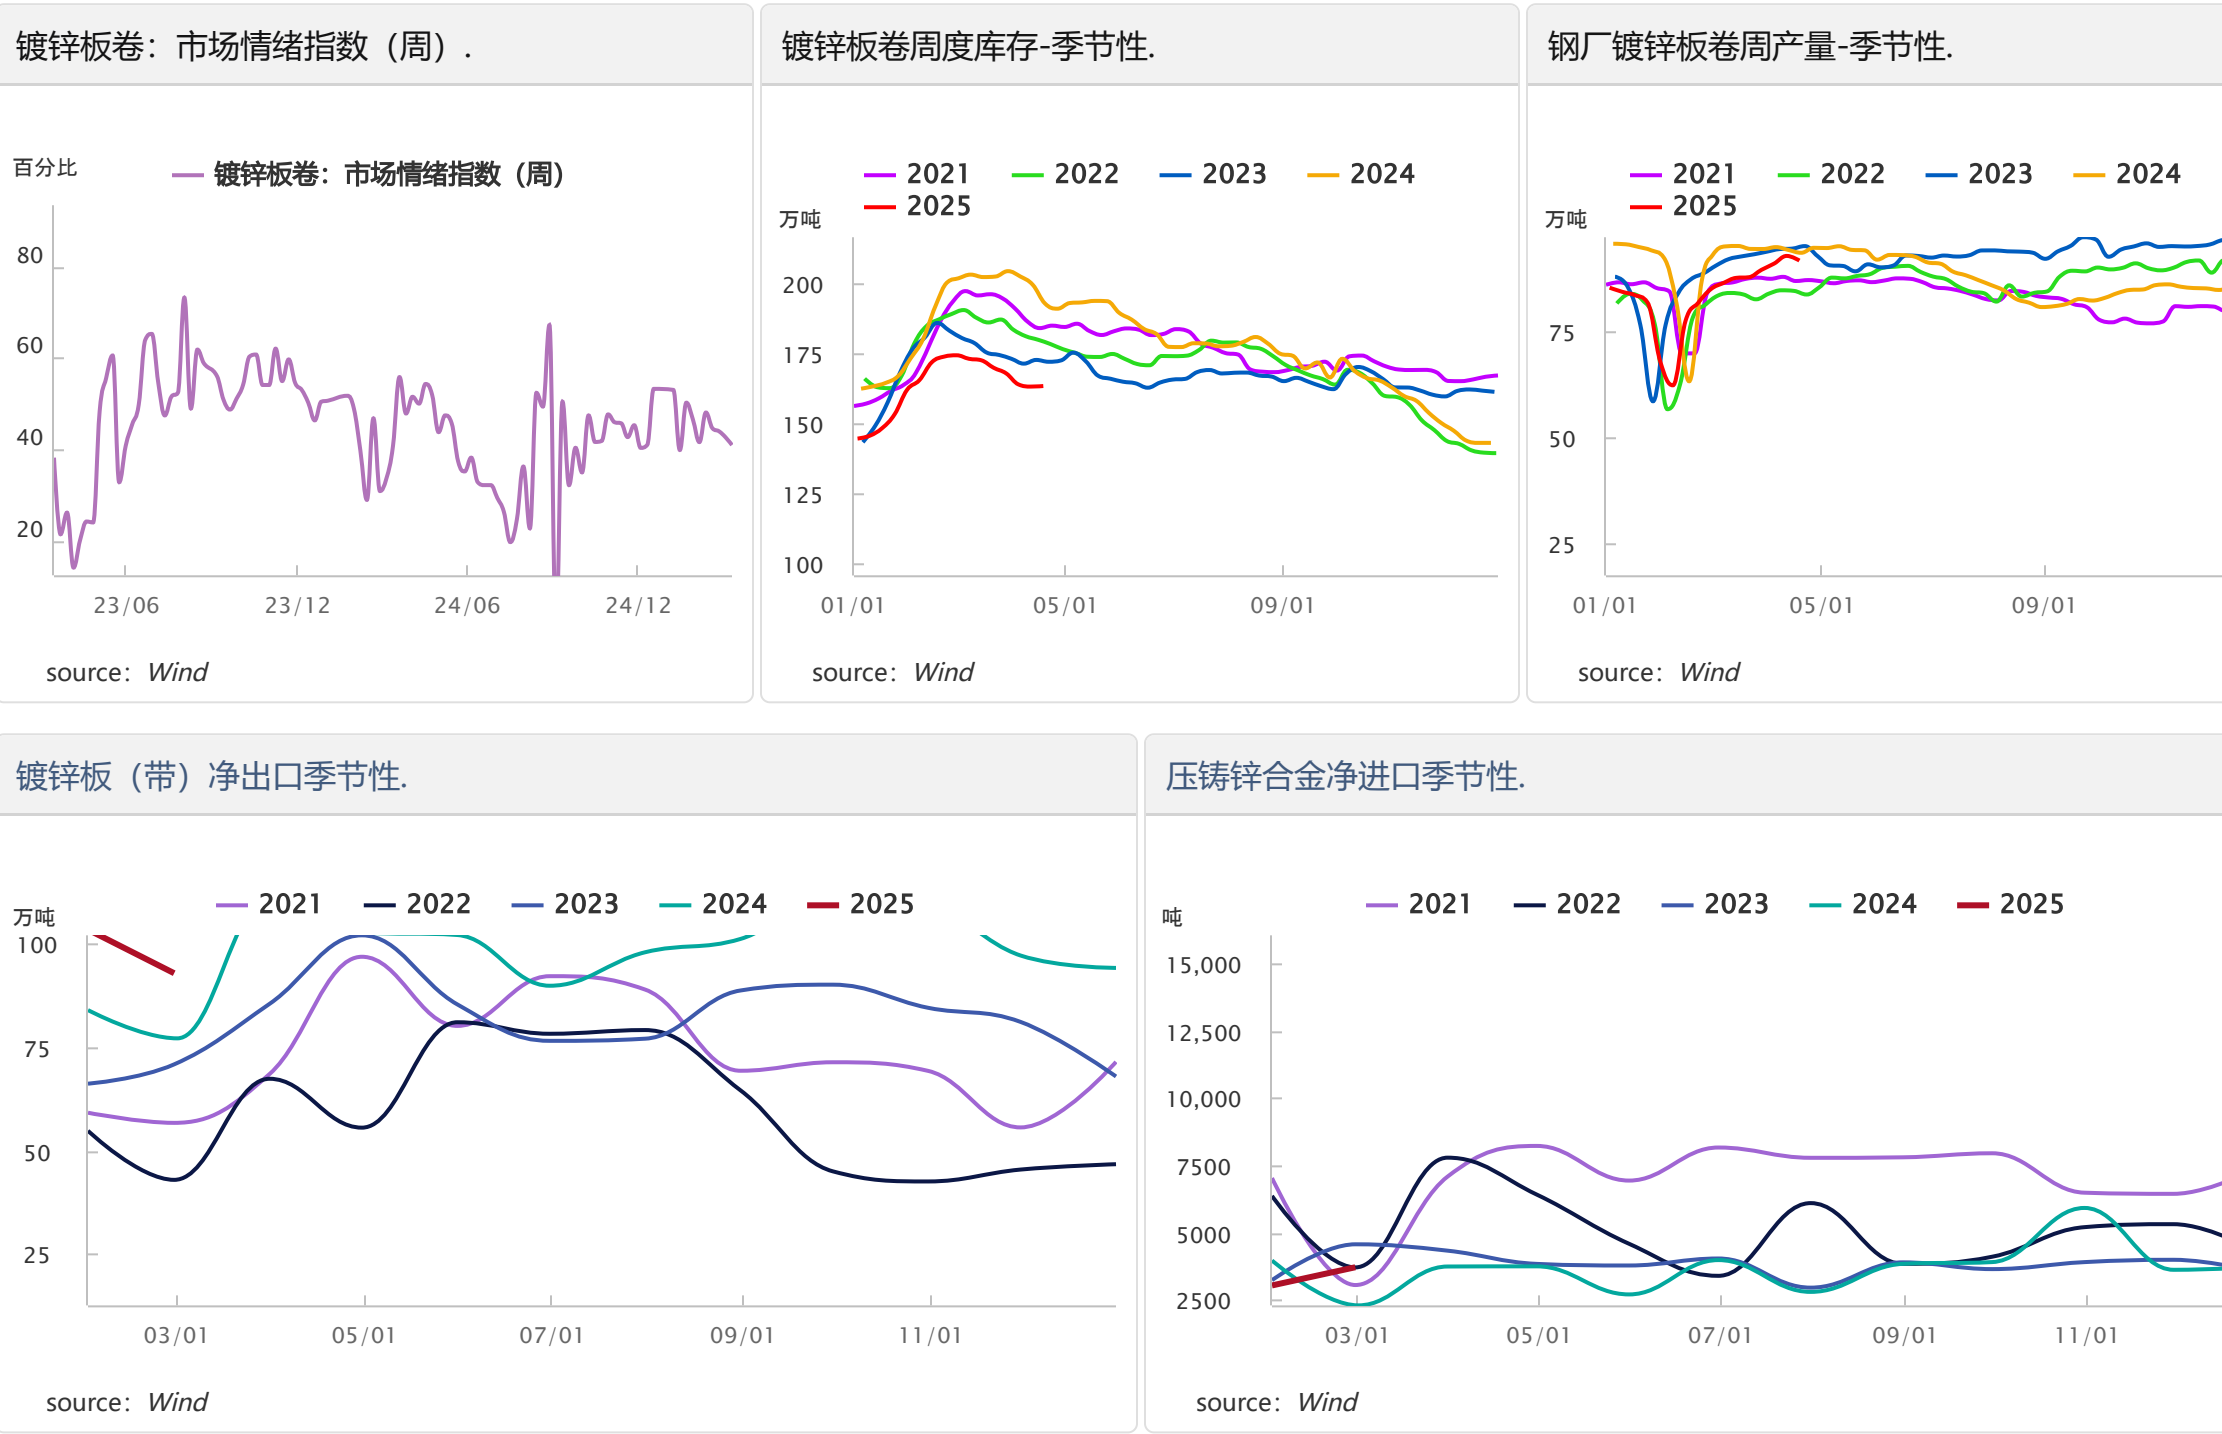 镀锌板卷：市场情绪指数（周）.
百分比
镀锌板卷：市场情绪指数（周）
80
60
40
20
23/06 23/12 24/06 24/12
source：Wind
镀锌板卷周度库存-季节性.
2021 2022 2023 2024
2025
万吨
200
175
150
125
100
01/01 05/01 09/01
source：Wind
钢厂镀锌板卷周产量-季节性.
2021 2022 2023 2024
2025
万吨
75
50
25
01/01 05/01 09/01
source：Wind
镀锌板（带）净出口季节性.
2021 2022 2023 2024 2025
万吨
100
75
50
25
03/01 05/01 07/01 09/01 11/01
source：Wind
压铸锌合金净进口季节性.
2021 2022 2023 2024 2025
吨
15,000
12,500
10,000
7500
5000
2500
03/01 05/01 07/01 09/01 11/01
source：Wind